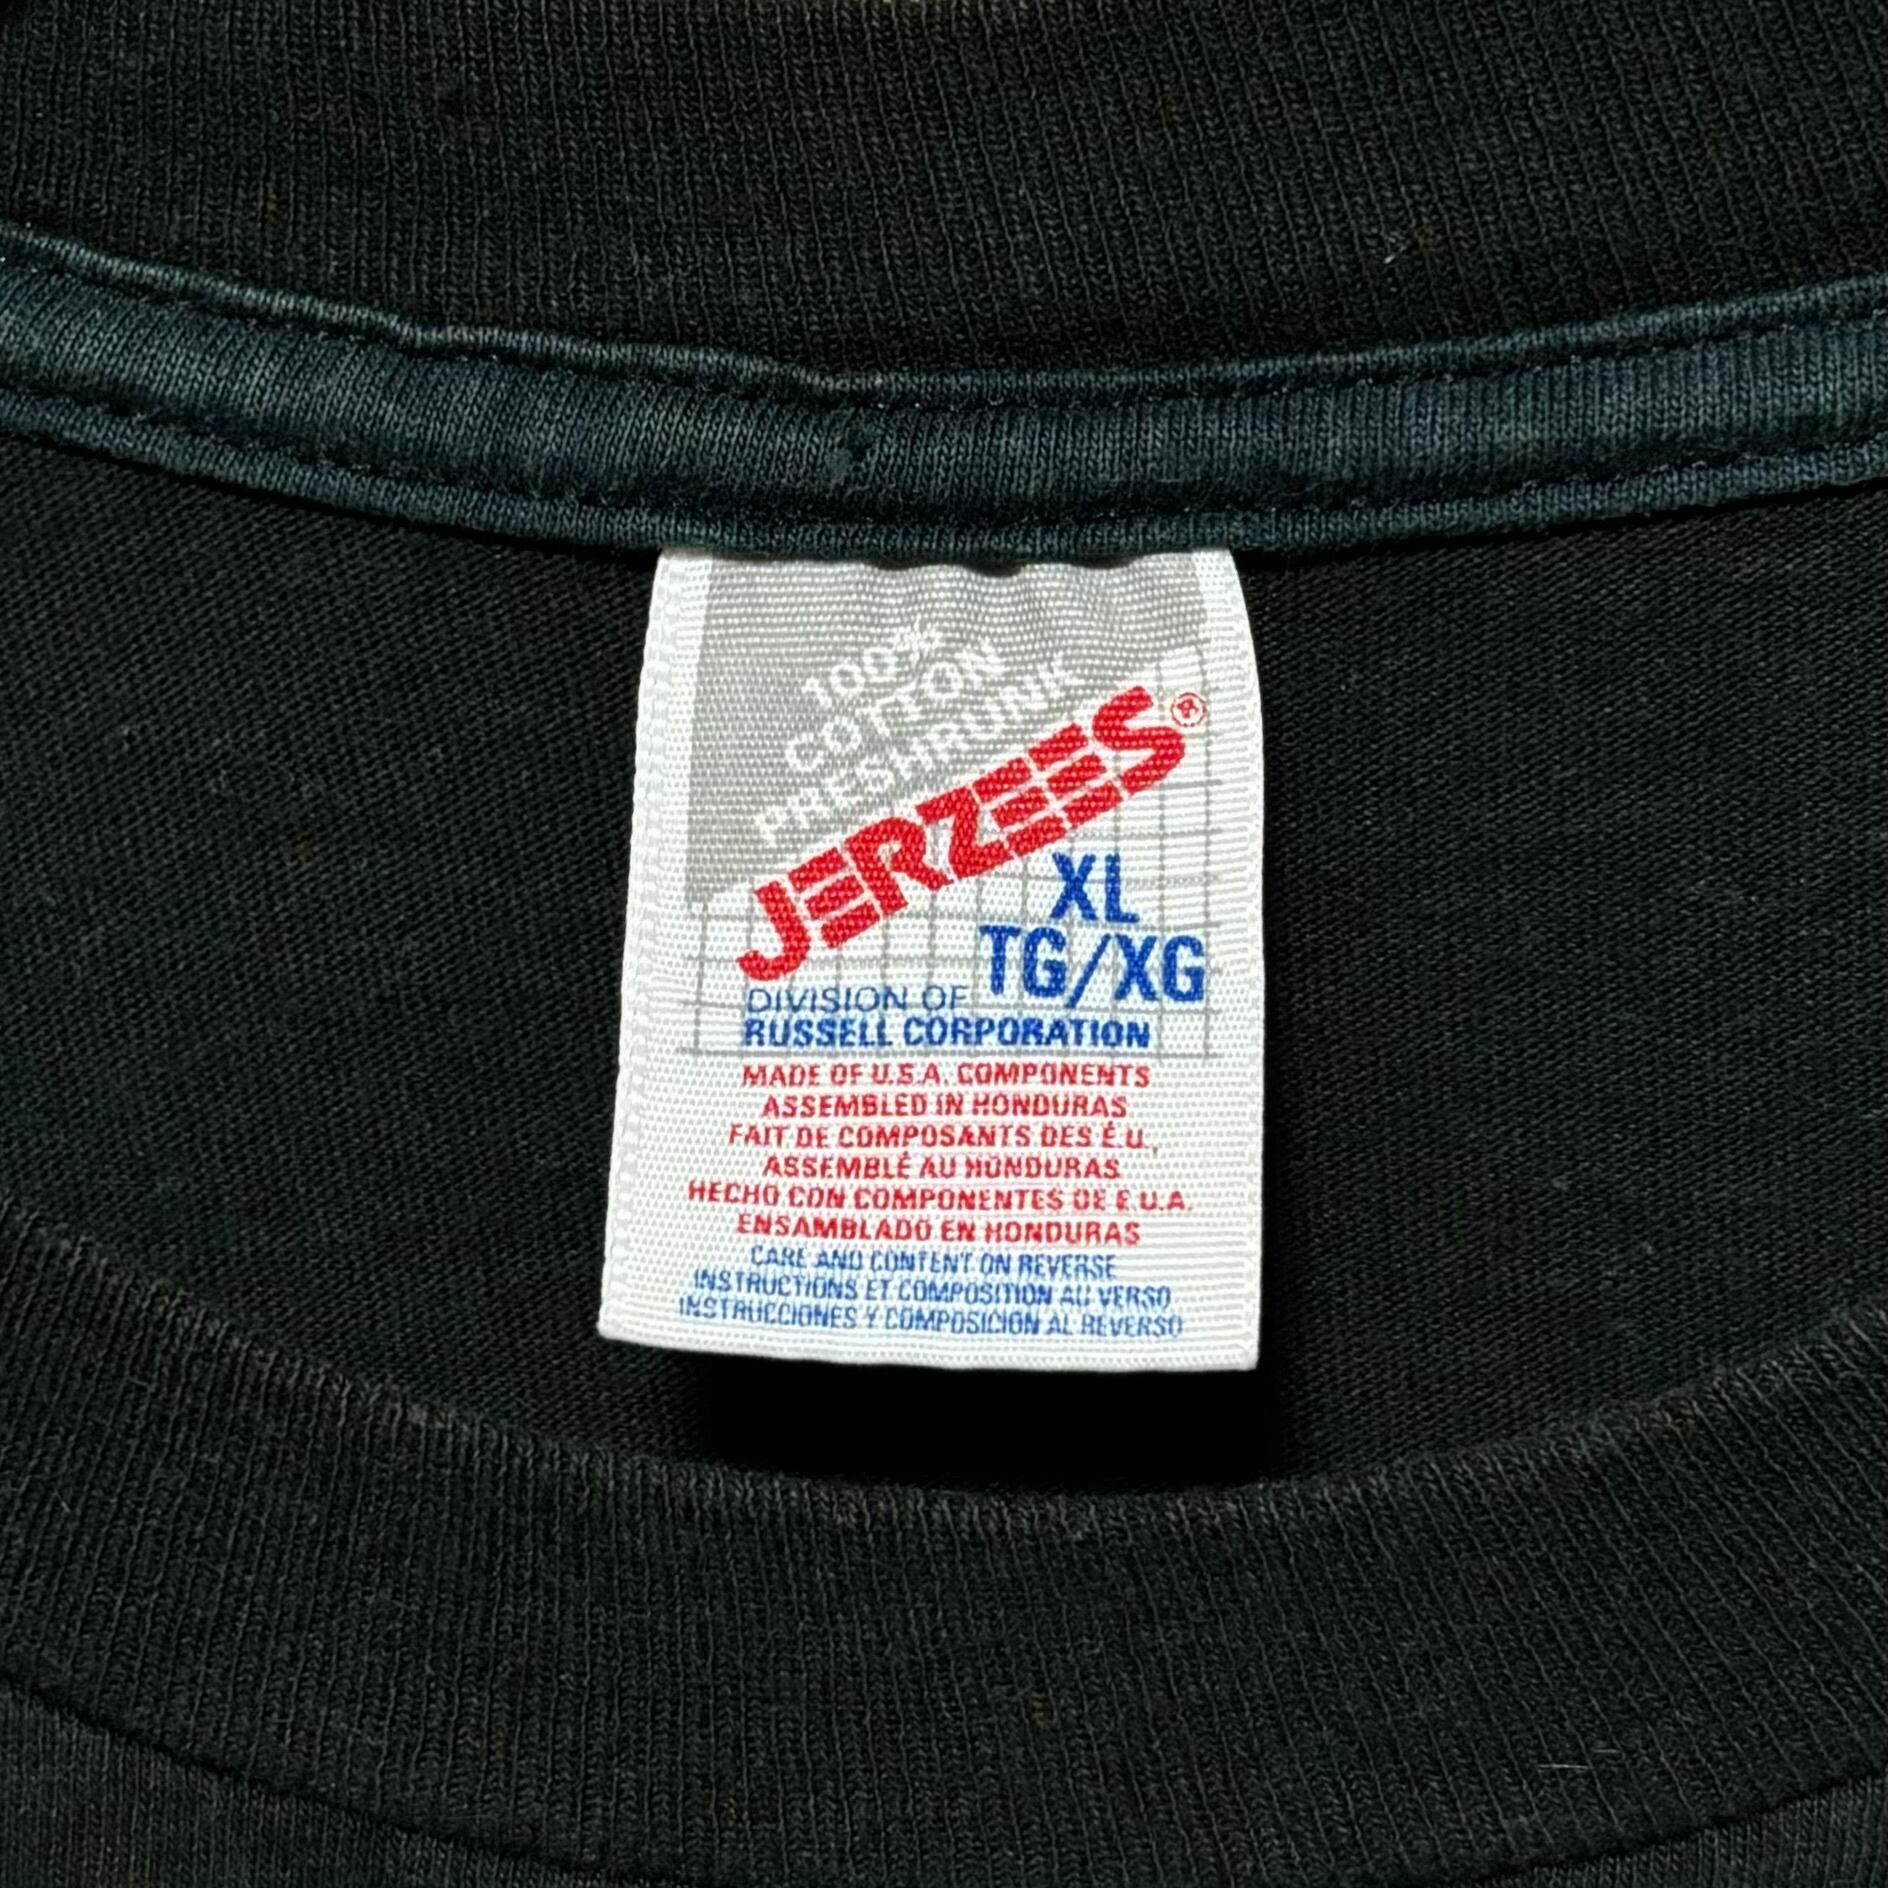 100%
COTTON
PRESHRUNK
JERZEES®
XL
TG/XG
DIVISION OF
RUSSELL CORPORATION
MADE OF U.S.A. COMPONENTS
ASSEMBLED IN HONDURAS
FAIT DE COMPOSANTS DES É.U.,
ASSEMBLÉ AU HONDURAS
HECHO CON COMPONENTES DE E.U.A.
ENSAMBLADO EN HONDURAS
CARE AND CONTENT ON REVERSE
INSTRUCTIONS ET COMPOSITION AU VERSO
INSTRUCCIONES Y COMPOSICION AL REVERSO